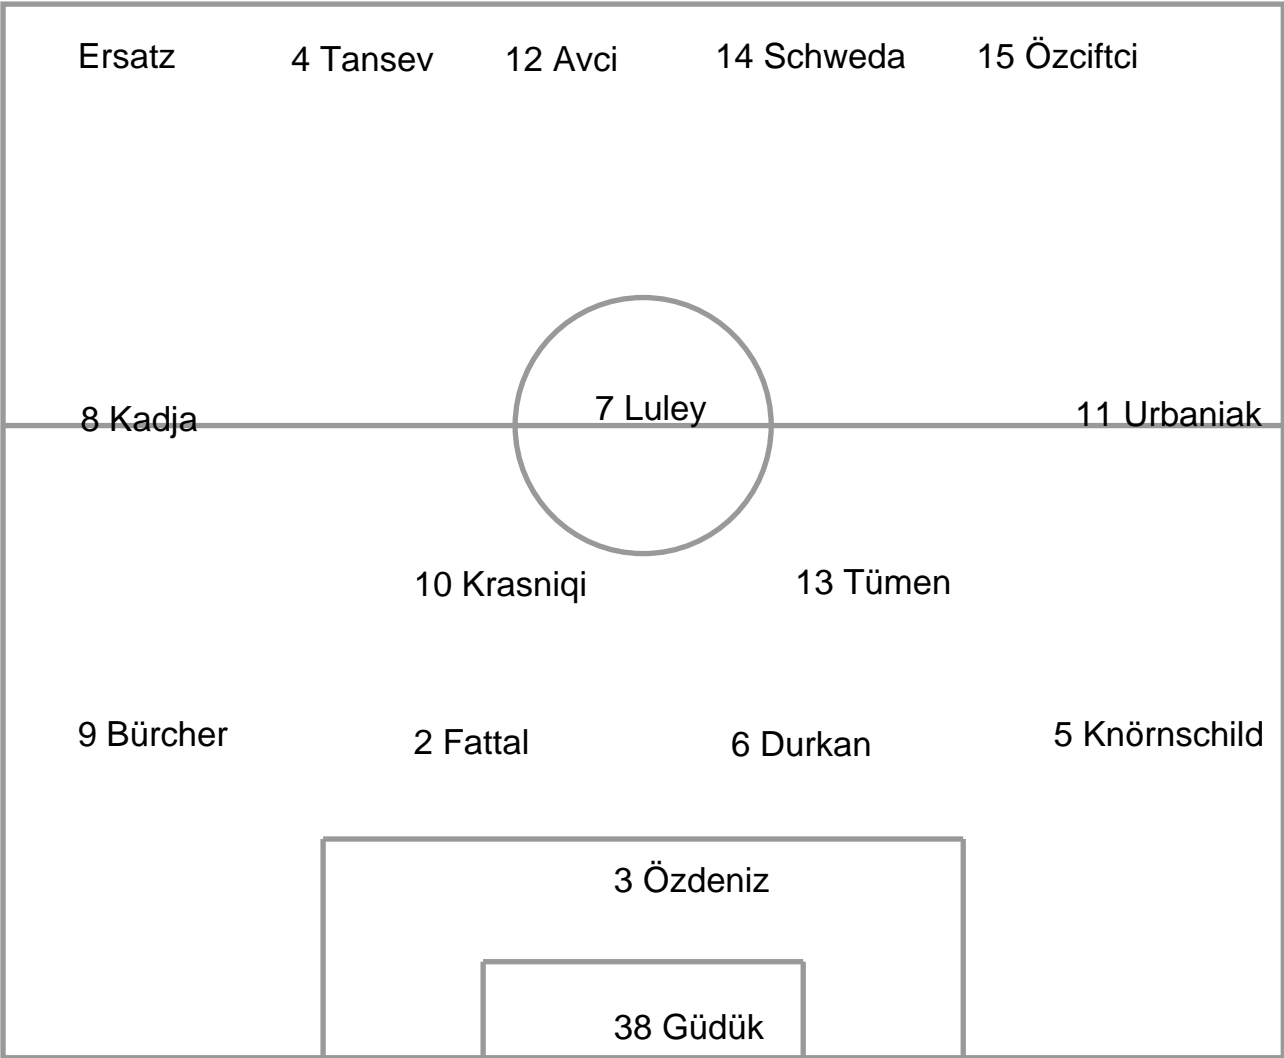 Ersatz
4 Tansev
12 Avci
14 Schweda
15 Özciftci
8 Kadja
7 Luley
11 Urbaniak
10 Krasniqi
13 Tümen
9 Bürcher
2 Fattal
6 Durkan
5 Knörnschild
3 Özdeniz
38 Güdük